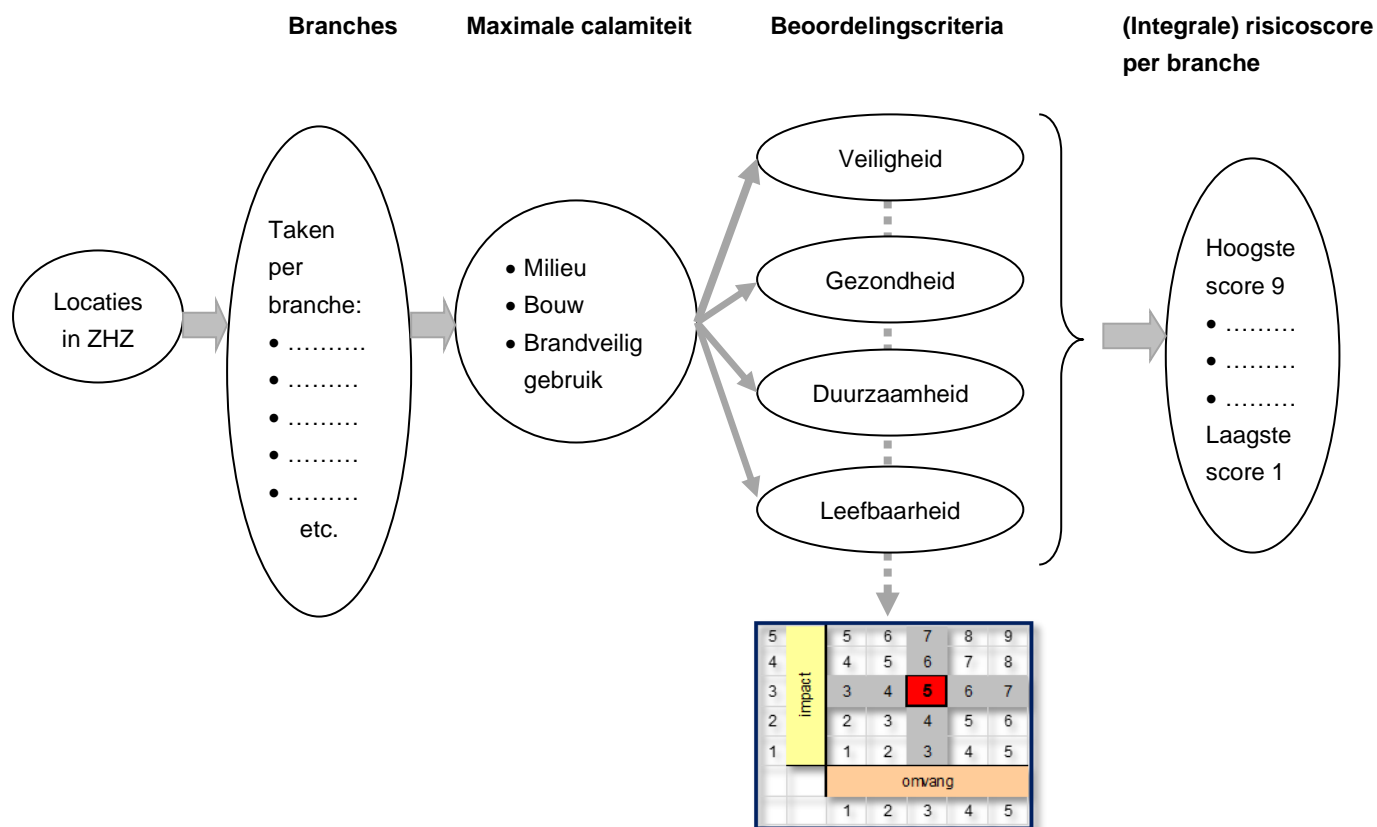 Branches
Maximale calamiteit
Beoordelingscriteria
(Integrale) risicoscore
per branche
Locaties
in ZHZ
Taken
per
branche:
• ……….
• ………
• ………
• ………
• ………
etc.
• Milieu
• Bouw
• Brandveilig
gebruik
Veiligheid
Gezondheid
Duurzaamheid
Leefbaarheid
Hoogste
score 9
• ………
• ………
• ………
Laagste
score 1
impact
5 5 6 7 8 9
4 4 5 6 7 8
3 3 4 5 6 7
2 2 3 4 5 6
1 1 2 3 4 5
omvang
1 2 3 4 5